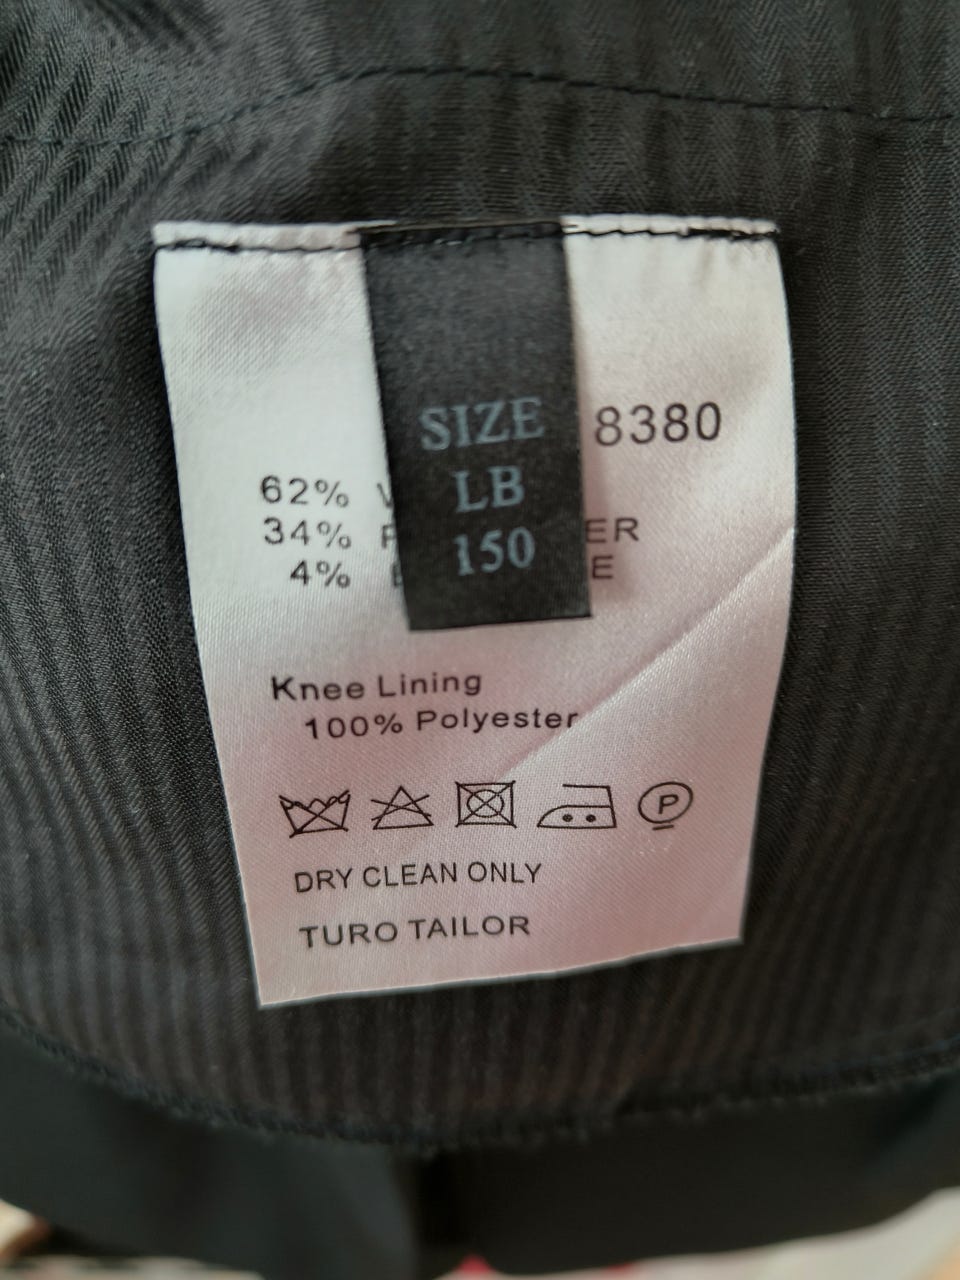 SIZE
LB
150
8380
62%
34% ER
4% E
Knee Lining
100% Polyester
P
DRY CLEAN ONLY
TURO TAILOR